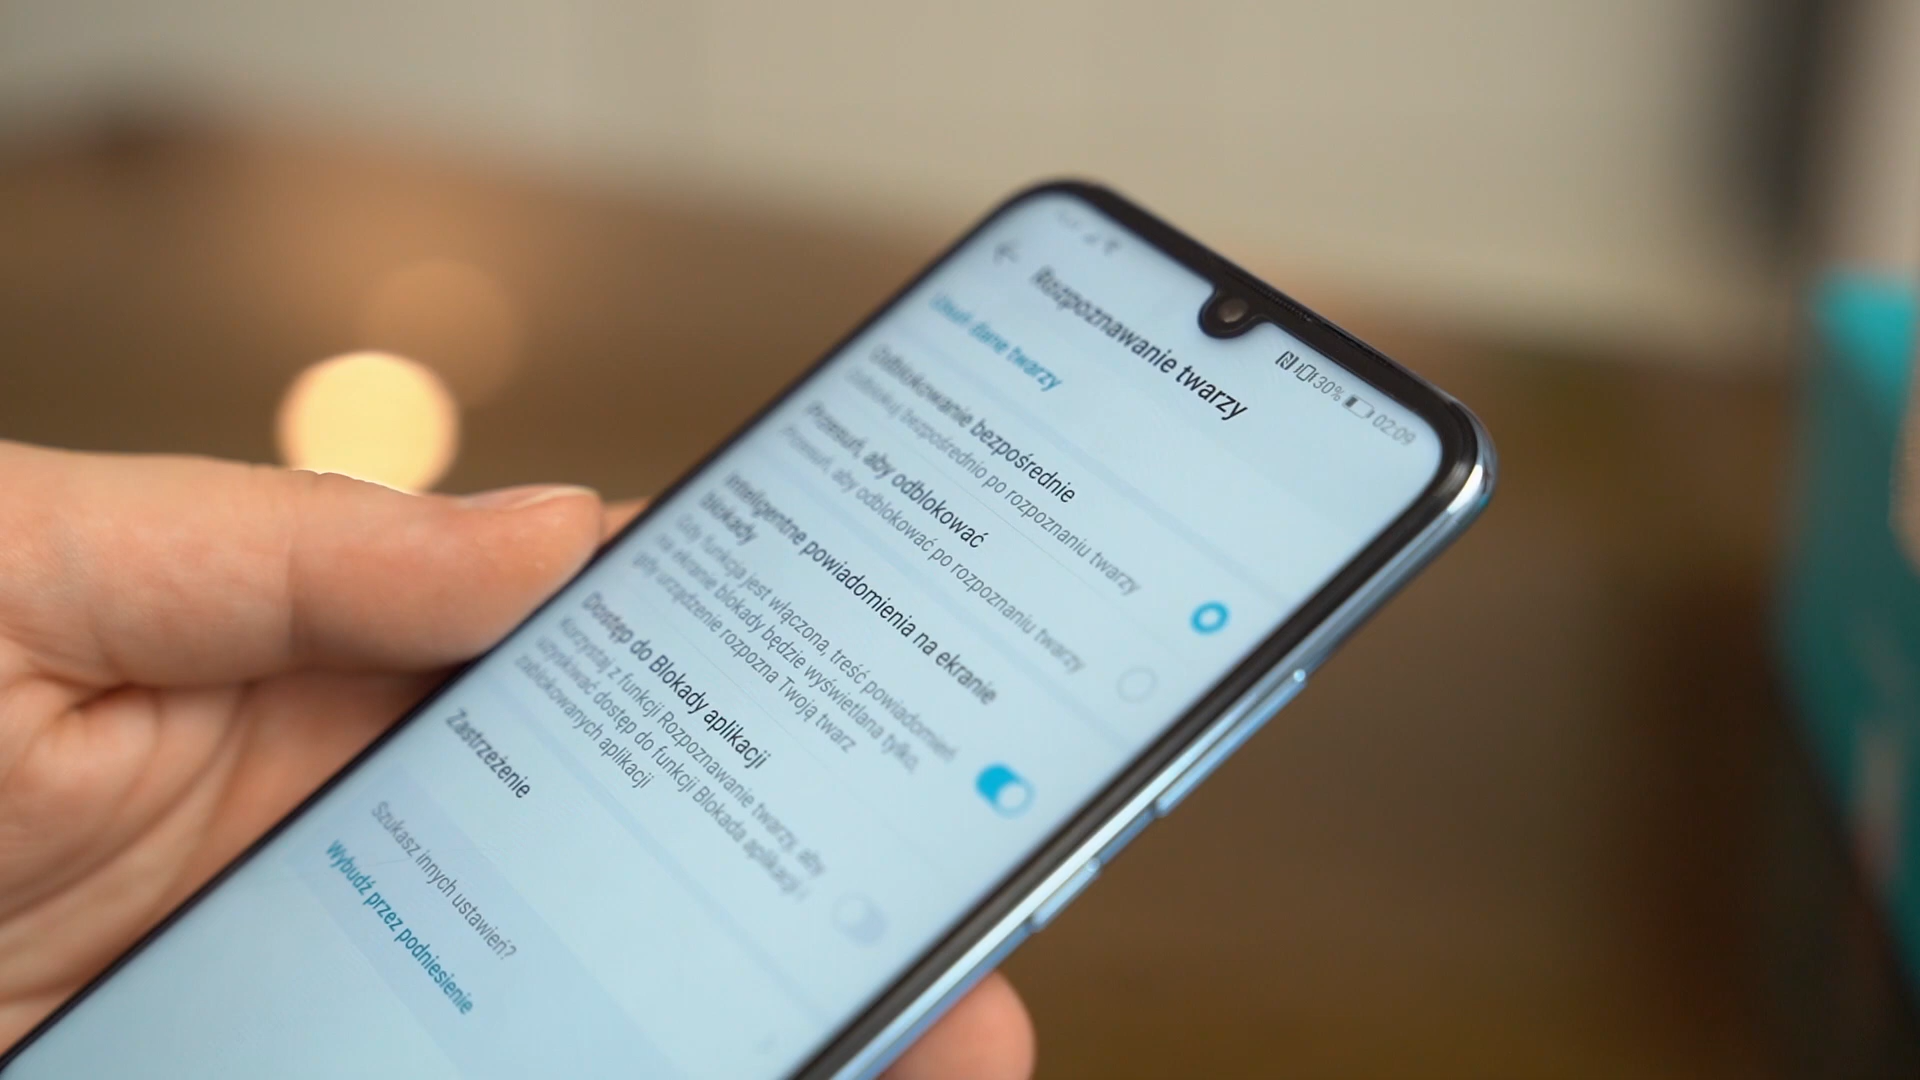 30% 02:09
Rozpoznawanie twarzy
Usuń dane twarzy
Odblokowanie bezpośrednie
Odblokuj bezpośrednio po rozpoznaniu twarzy
Przesuń, aby odblokować
Przesuń, aby odblokować po rozpoznaniu twarzy
Inteligentne powiadomienia na ekranie
blokady
Gdy funkcja jest włączona, treść powiadomień
na ekranie blokady będzie wyświetlana tylko,
gdy urządzenie rozpozna Twoją twarz
Dostęp do Blokady aplikacji
Korzystaj z funkcji Rozpoznawanie twarzy, aby
uzyskiwać dostęp do funkcji Blokada aplikacji i
zablokowanych aplikacji
Zastrzeżenie
Szukasz innych ustawień?
Wybudź przez podniesienie